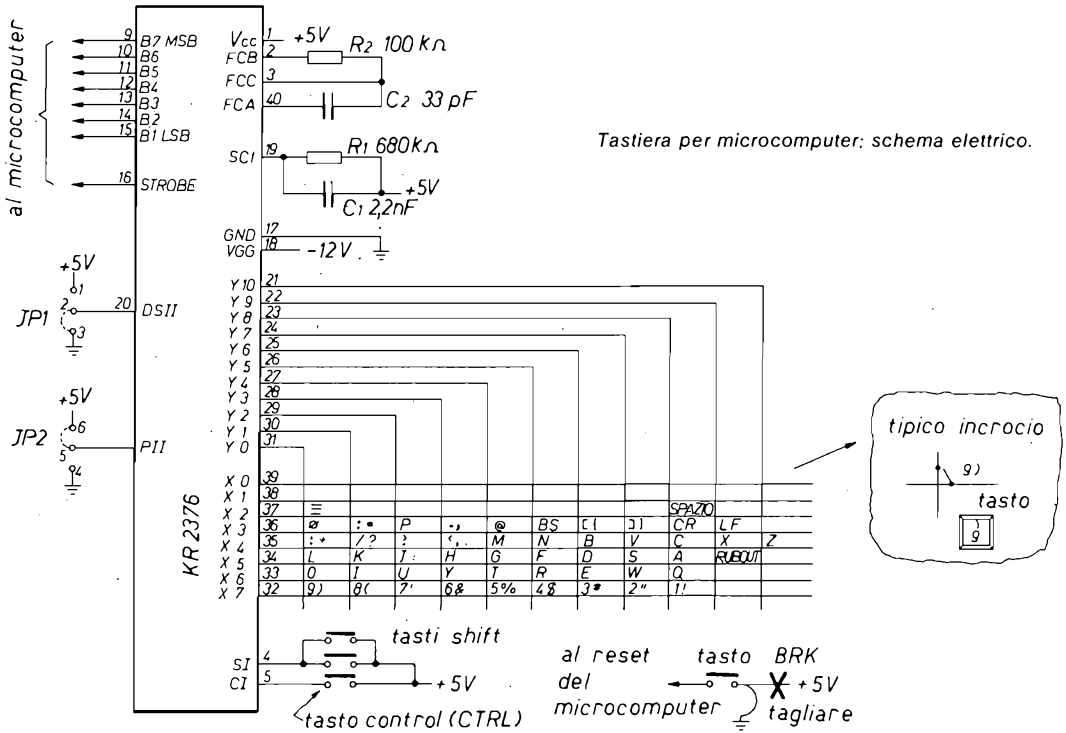 al microcomputer
9 B7 MSB
10 B6
11 B5
12 B4
13 B3
14 B2
15 B1 LSB
16 STROBE
+5V
JP1
1
2
3
20 DSII
+5V
JP2
6
5
4
PII
KR2376
Vcc 1 +5V
FCB 2 R2 100 KΩ
FCC 3
FCA 40 C2 33 pF
SCI 19 R1 680KΩ
+5V
C1 2,2nF
GND 17
VGG 18 -12V
Tastiera per microcomputer: schema elettrico.
Y 10 21
Y 9 22
Y 8 23
Y 7 24
Y 6 25
Y 5 26
Y 4 27
Y 3 28
Y 2 29
Y 1 30
Y 0 31
X 0 39
X 1 38
X 2 37 SPAZIO
X 3 36 P @ BS CR LF
X 4 35 / ? M N B V C X Z
X 5 34 L K J H G F D S A RUBOUT
X 6 33 O I U Y T R E W Q
X 7 32 9) 8( 7' 6& 5% 4$ 2" 1!
tipico incrocio
9)
tasto
)
9
SI 4 tasti shift
CI 5 +5V
tasto control (CTRL)
al reset
del
microcomputer
tasto BRK
+5V
tagliare